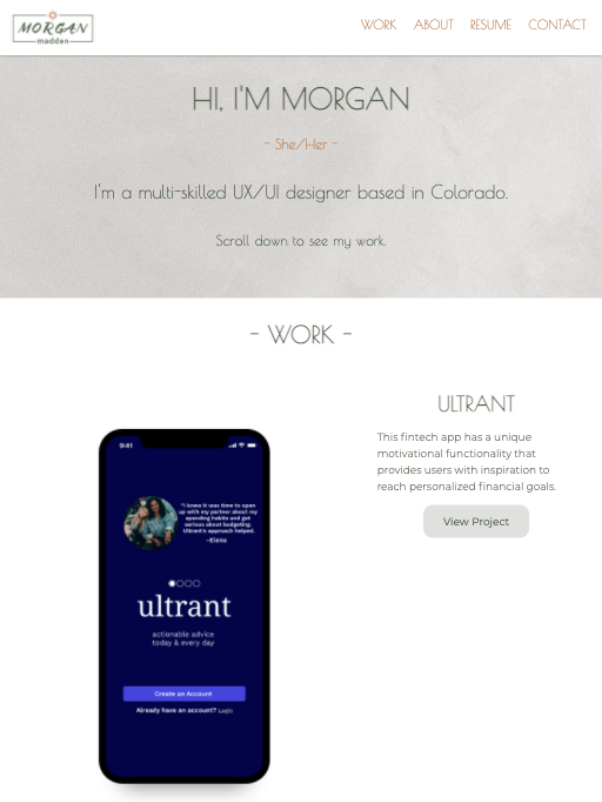 MORGAN
madden
WORK ABOUT RESUME CONTACT
HI, I'M MORGAN
- She/Her -
I'm a multi-skilled UX/UI designer based in Colorado.
Scroll down to see my work.
- WORK -
ULTRANT
This fintech app has a unique
motivational functionality that
provides users with inspiration to
reach personalized financial goals.
View Project
9:41
"I knew it was time to open
up with my partner about my
spending habits and get
serious about budgeting.
Ultrant's approach helped.
~Kiana
ultrant
actionable advice
today & every day
Create an Account
Already have an account? Login